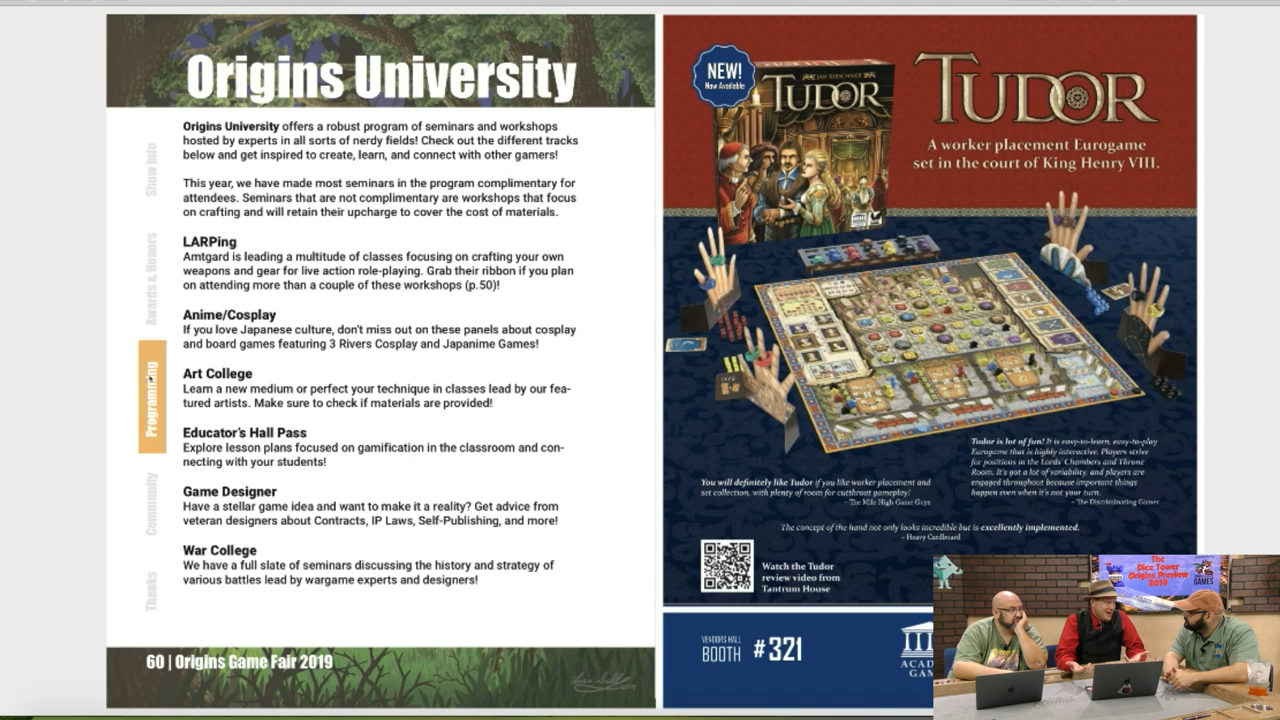 Origins University
Origins University offers a robust program of seminars and workshops
hosted by experts in all sorts of nerdy fields! Check out the different tracks
below and get inspired to create, learn, and connect with other gamers!
This year, we have made most seminars in the program complimentary for
attendees. Seminars that are not complimentary are workshops that focus
on crafting and will retain their upcharge to cover the cost of materials.
LARPing
Amtgard is leading a multitude of classes focusing on crafting your own
weapons and gear for live action role-playing. Grab their ribbon if you plan
on attending more than a couple of these workshops (p.50)!
Anime/Cosplay
If you love Japanese culture, don't miss out on these panels about cosplay
and board games featuring 3 Rivers Cosplay and Japanime Games!
Art College
Learn a new medium or perfect your technique in classes lead by our fea-
tured artists. Make sure to check if materials are provided!
Educator's Hall Pass
Explore lesson plans focused on gamification in the classroom and con-
necting with your students!
Game Designer
Have a stellar game idea and want to make it a reality? Get advice from
veteran designers about Contracts, IP Laws, Self-Publishing, and more!
War College
We have a full slate of seminars discussing the history and strategy of
various battles lead by wargame experts and designers!
Show Info
Awards & Honors
Programming
Community
Thanks
60 | Origins Game Fair 2019
NEW!
Now Available
JAN KIRSCHNER
TUDOR
TUDOR
A worker placement Eurogame
set in the court of King Henry VIII.
Tudor is lot of fun! It is easy-to-learn, easy-to-play
Eurogame that is highly interactive. Players strive
for positions in the Lords' Chambers and Throne
Room. It's got a lot of variability, and players are
engaged throughout because important things
happen even when it's not your turn.
– The Discriminating Gamer
You will definitely like Tudor if you like worker placement and
set collection, with plenty of room for cutthroat gameplay!
– The Mile High Game Guys
The concept of the hand not only looks incredible but is excellently implemented.
– Heavy Cardboard
Watch the Tudor
review video from
Tantrum House
VENDORS HALL
BOOTH #321
ACAD
GAM
The
Dice Tower
Origins Preview
2019
GAMES